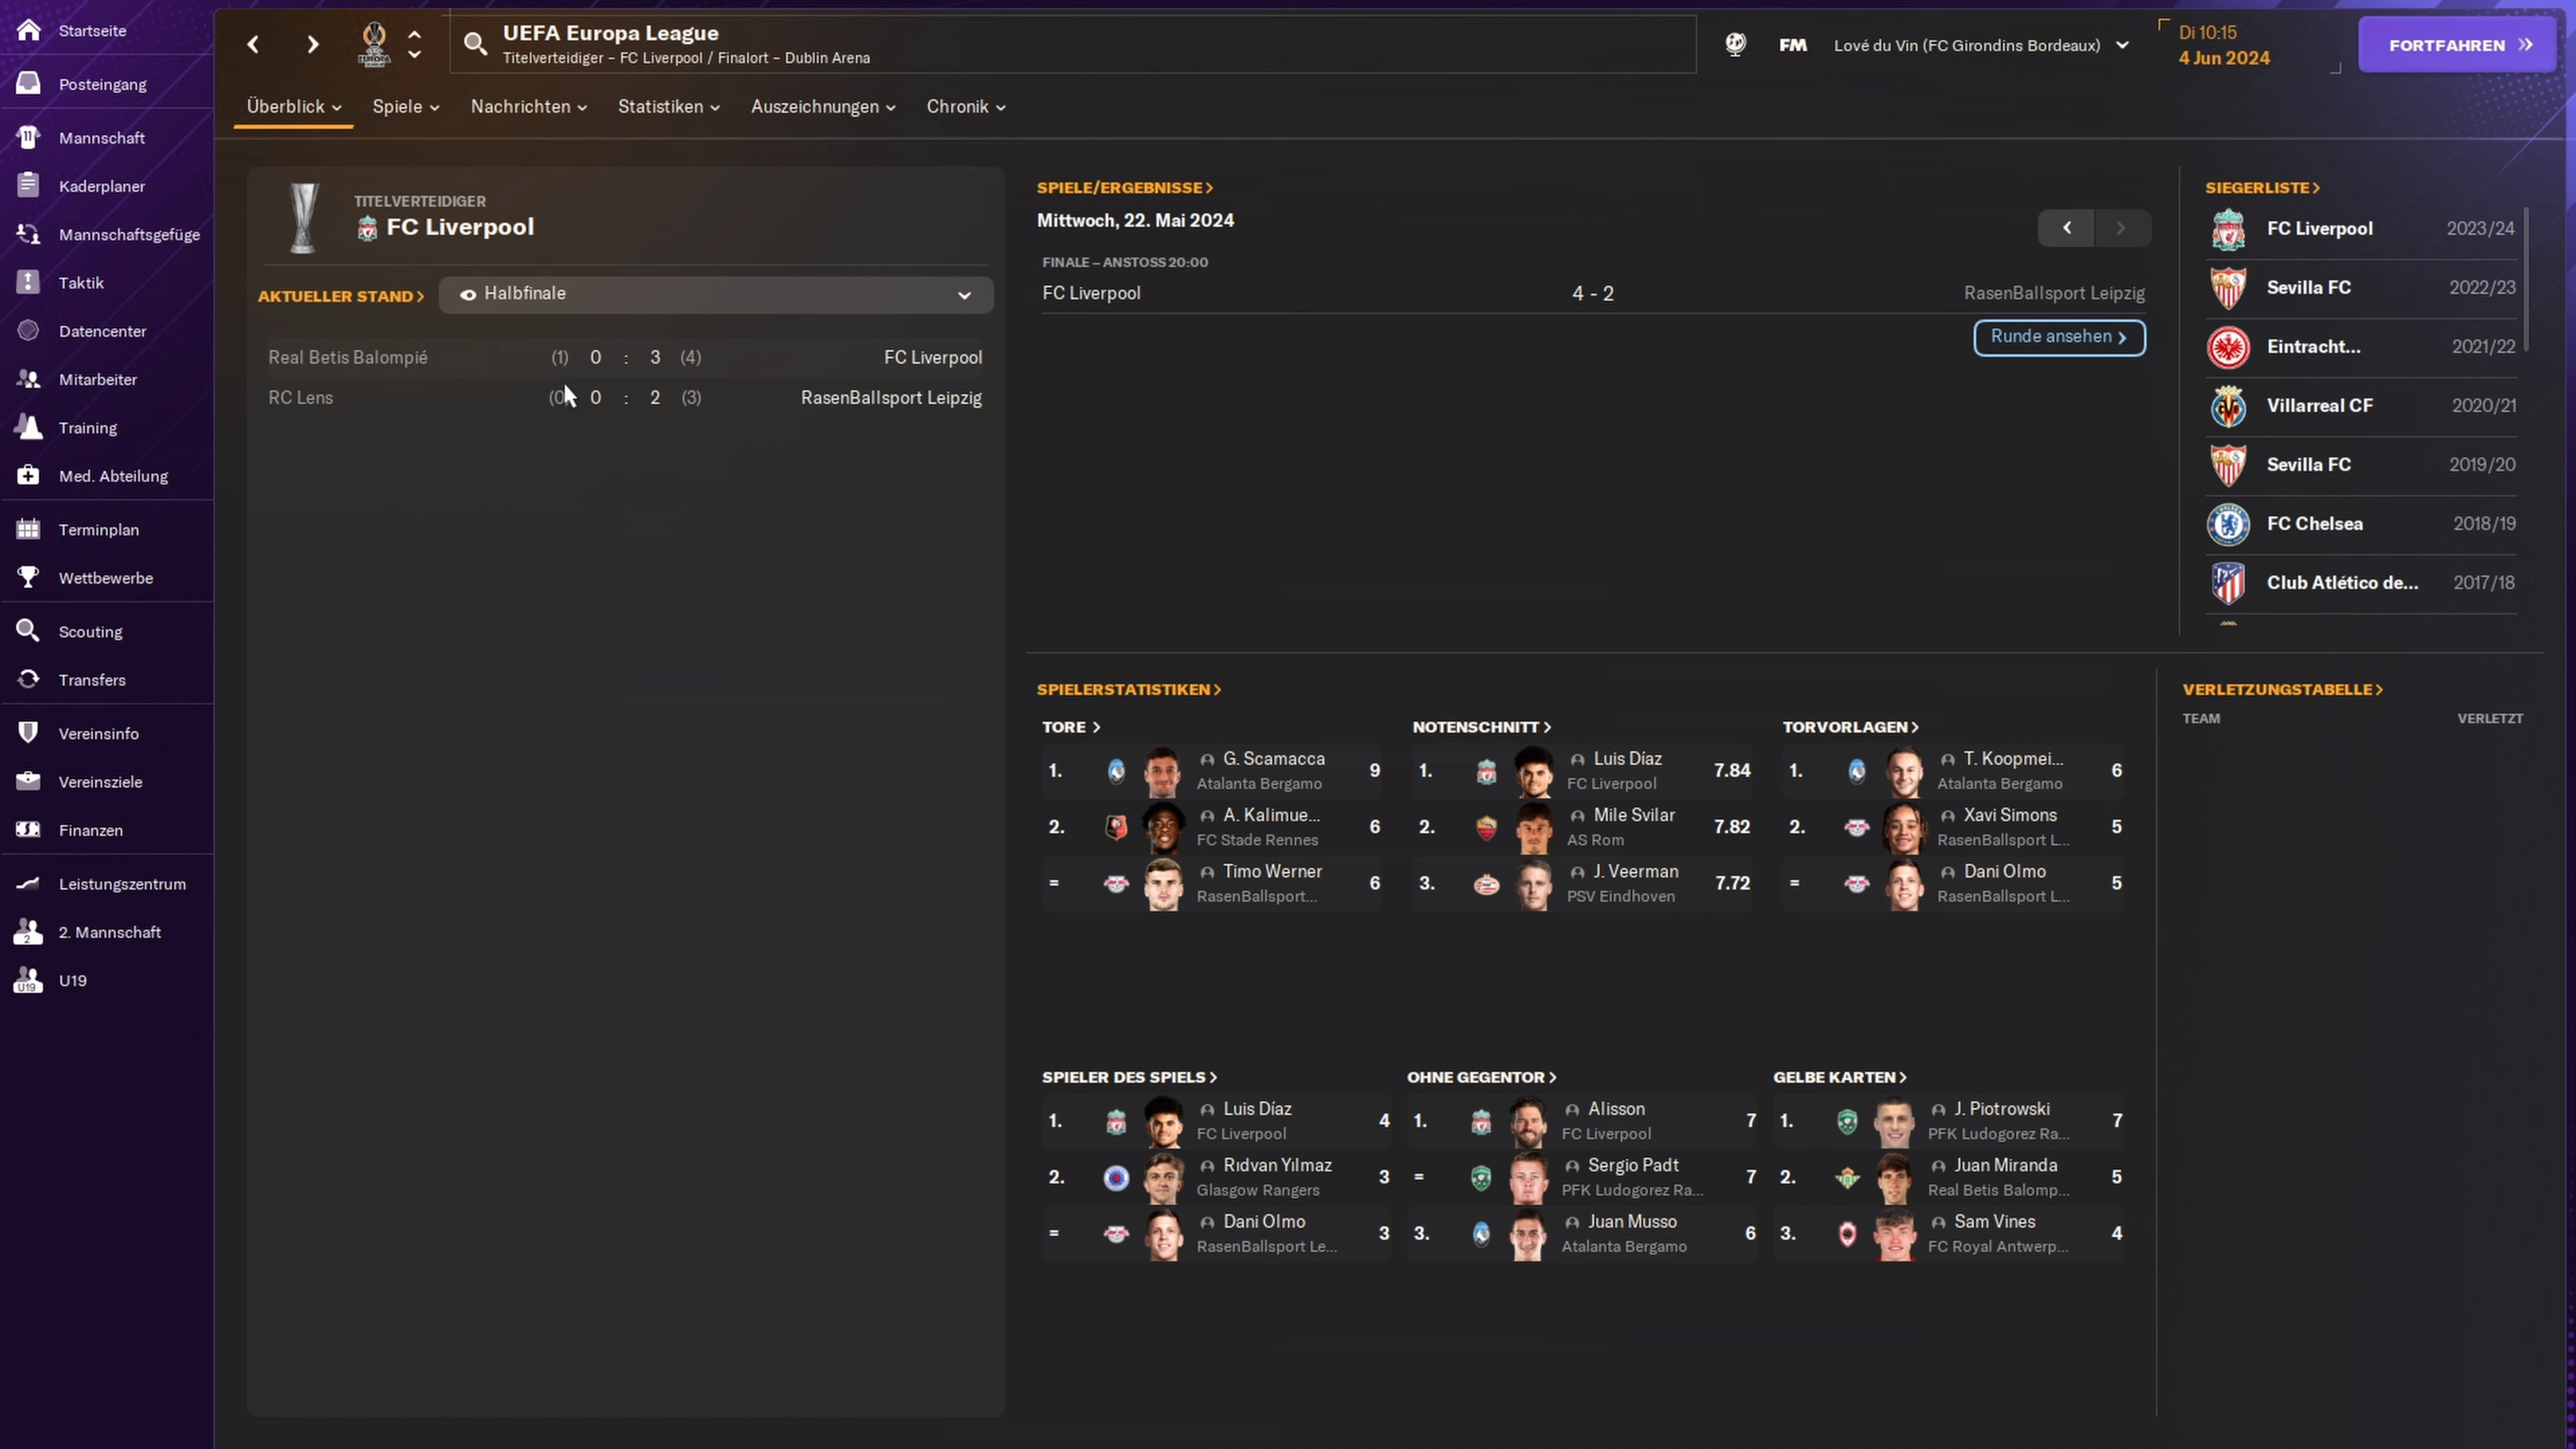 Startseite
Posteingang
Mannschaft
Kaderplaner
Mannschaftsgefüge
Taktik
Datencenter
Mitarbeiter
Training
Med. Abteilung
Terminplan
Wettbewerbe
Scouting
Transfers
Vereinsinfo
Vereinsziele
Finanzen
Leistungszentrum
2. Mannschaft
U19
UEFA Europa League
Titelverteidiger – FC Liverpool / Finalort – Dublin Arena
FM
Lové du Vin (FC Girondins Bordeaux)
Di 10:15
4 Jun 2024
FORTFAHREN
Überblick Spiele Nachrichten Statistiken Auszeichnungen Chronik
TITELVERTEIDIGER
FC Liverpool
AKTUELLER STAND Halbfinale
Real Betis Balompié (1) 0 : 3 (4) FC Liverpool
RC Lens (0 0 : 2 (3) RasenBallsport Leipzig
SPIELE/ERGEBNISSE
Mittwoch, 22. Mai 2024
FINALE – ANSTOSS 20:00
FC Liverpool 4 - 2 RasenBallsport Leipzig
Runde ansehen
SIEGERLISTE
FC Liverpool 2023/24
Sevilla FC 2022/23
Eintracht... 2021/22
Villarreal CF 2020/21
Sevilla FC 2019/20
FC Chelsea 2018/19
Club Atlético de... 2017/18
SPIELERSTATISTIKEN
TORE
1. G. Scamacca 9
Atalanta Bergamo
2. A. Kalimue... 6
FC Stade Rennes
= Timo Werner 6
RasenBallsport...
NOTENSCHNITT
1. Luis Díaz 7.84
FC Liverpool
2. Mile Svilar 7.82
AS Rom
3. J. Veerman 7.72
PSV Eindhoven
TORVORLAGEN
1. T. Koopmei... 6
Atalanta Bergamo
2. Xavi Simons 5
RasenBallsport L...
= Dani Olmo 5
RasenBallsport L...
SPIELER DES SPIELS
1. Luis Díaz 4
FC Liverpool
2. Rıdvan Yılmaz 3
Glasgow Rangers
= Dani Olmo 3
RasenBallsport Le...
OHNE GEGENTOR
1. Alisson 7
FC Liverpool
= Sergio Padt 7
PFK Ludogorez Ra...
3. Juan Musso 6
Atalanta Bergamo
GELBE KARTEN
1. J. Piotrowski 7
PFK Ludogorez Ra...
2. Juan Miranda 5
Real Betis Balomp...
3. Sam Vines 4
FC Royal Antwerp...
VERLETZUNGSTABELLE
TEAM VERLETZT